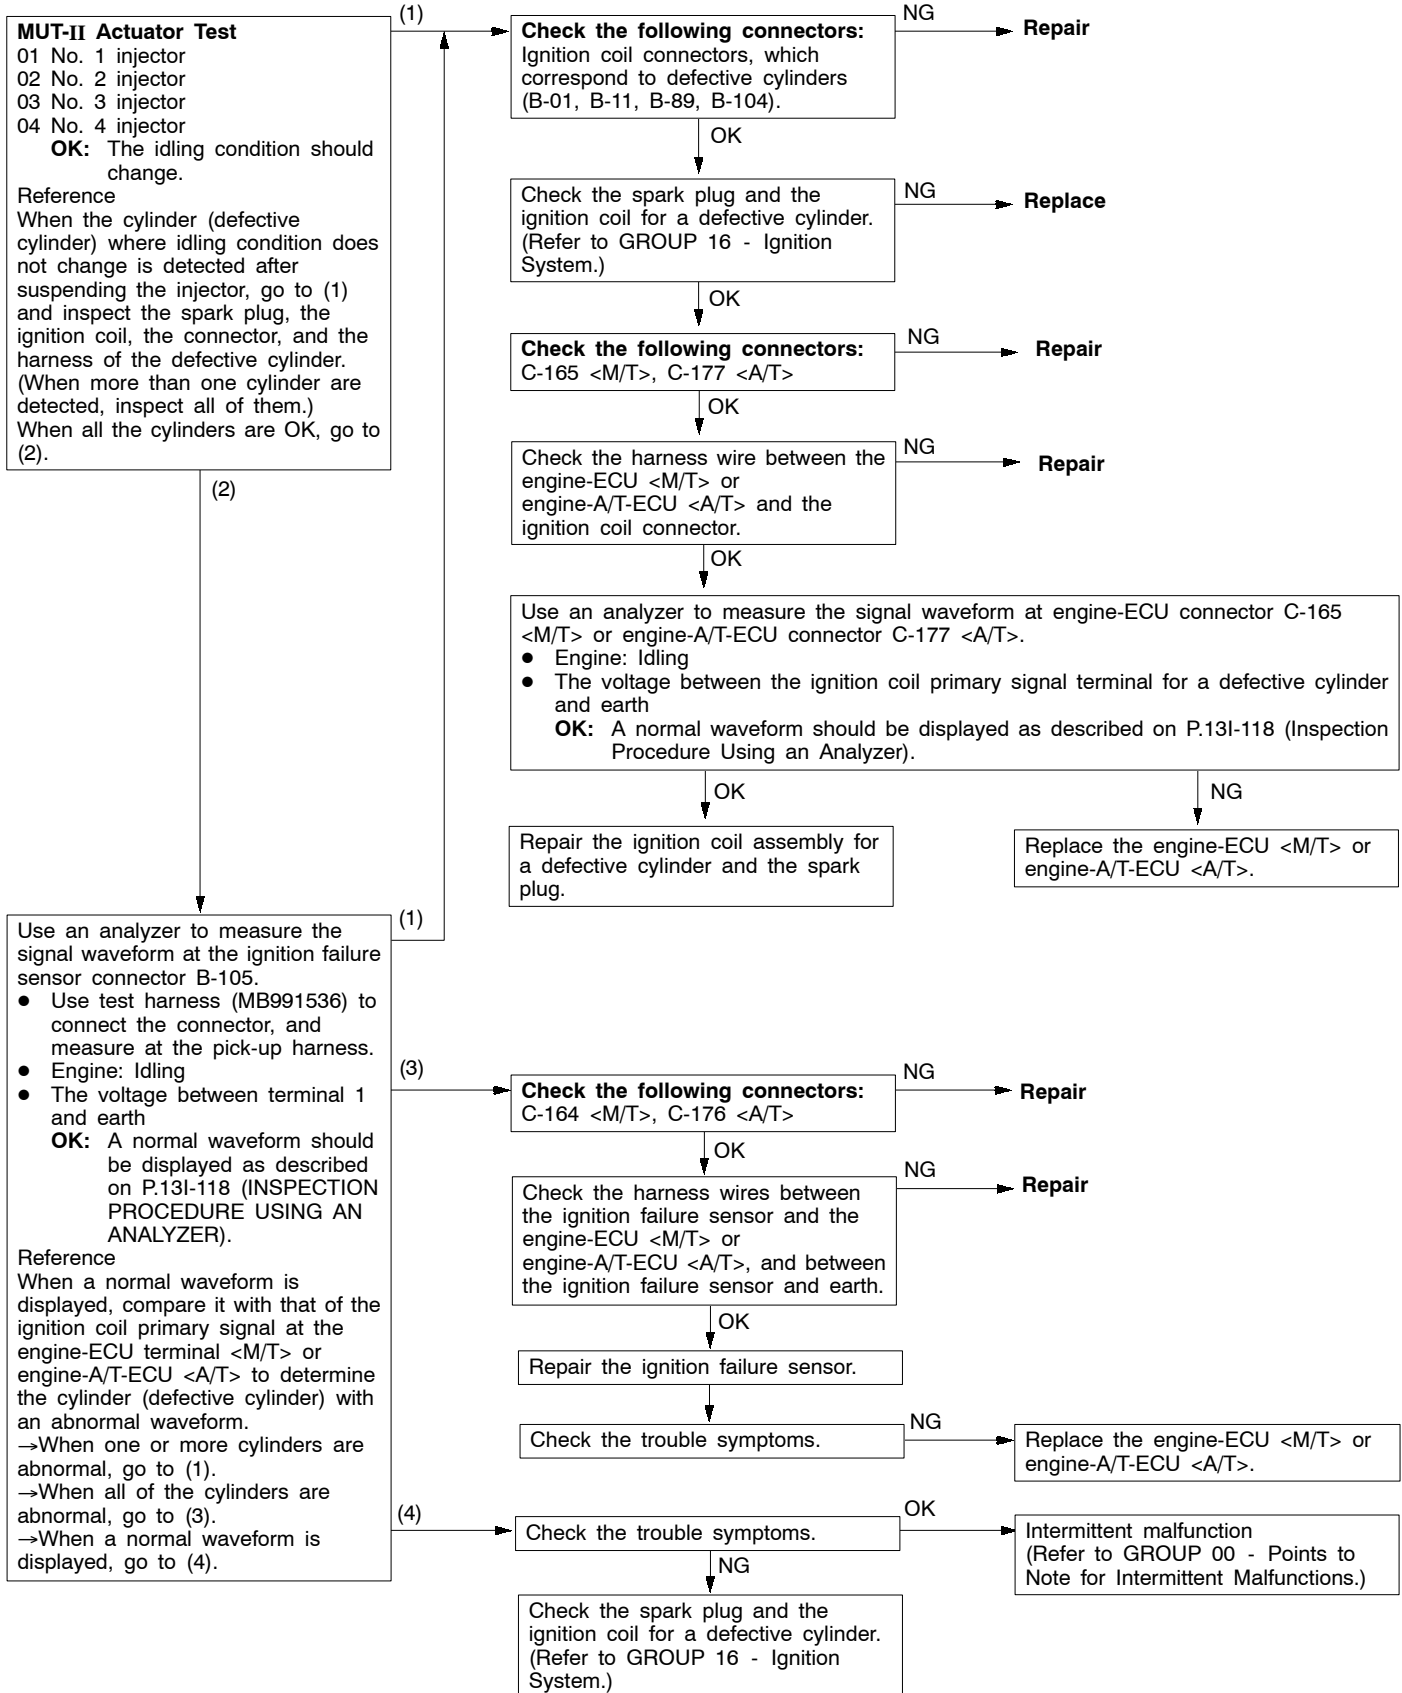 MUT-II Actuator Test
01 No. 1 injector
02 No. 2 injector
03 No. 3 injector
04 No. 4 injector
OK: The idling condition should
change.
Reference
When the cylinder (defective
cylinder) where idling condition does
not change is detected after
suspending the injector, go to (1)
and inspect the spark plug, the
ignition coil, the connector, and the
harness of the defective cylinder.
(When more than one cylinder are
detected, inspect all of them.)
When all the cylinders are OK, go to
(2).
(1)
Check the following connectors:
Ignition coil connectors, which
correspond to defective cylinders
(B-01, B-11, B-89, B-104).
NG
Repair
OK
Check the spark plug and the
ignition coil for a defective cylinder.
(Refer to GROUP 16 - Ignition
System.)
NG
Replace
OK
Check the following connectors:
C-165 <M/T>, C-177 <A/T>
NG
Repair
OK
Check the harness wire between the
engine-ECU <M/T> or
engine-A/T-ECU <A/T> and the
ignition coil connector.
NG
Repair
OK
Use an analyzer to measure the signal waveform at engine-ECU connector C-165
<M/T> or engine-A/T-ECU connector C-177 <A/T>.
● Engine: Idling
● The voltage between the ignition coil primary signal terminal for a defective cylinder
and earth
OK: A normal waveform should be displayed as described on P.13I-118 (Inspection
Procedure Using an Analyzer).
OK
Repair the ignition coil assembly for
a defective cylinder and the spark
plug.
NG
Replace the engine-ECU <M/T> or
engine-A/T-ECU <A/T>.
(2)
Use an analyzer to measure the
signal waveform at the ignition failure
sensor connector B-105.
● Use test harness (MB991536) to
connect the connector, and
measure at the pick-up harness.
● Engine: Idling
● The voltage between terminal 1
and earth
OK: A normal waveform should
be displayed as described
on P.13I-118 (INSPECTION
PROCEDURE USING AN
ANALYZER).
Reference
When a normal waveform is
displayed, compare it with that of the
ignition coil primary signal at the
engine-ECU terminal <M/T> or
engine-A/T-ECU <A/T> to determine
the cylinder (defective cylinder) with
an abnormal waveform.
→When one or more cylinders are
abnormal, go to (1).
→When all of the cylinders are
abnormal, go to (3).
→When a normal waveform is
displayed, go to (4).
(1)
(3)
Check the following connectors:
C-164 <M/T>, C-176 <A/T>
NG
Repair
OK
Check the harness wires between
the ignition failure sensor and the
engine-ECU <M/T> or
engine-A/T-ECU <A/T>, and between
the ignition failure sensor and earth.
NG
Repair
OK
Repair the ignition failure sensor.
Check the trouble symptoms.
NG
Replace the engine-ECU <M/T> or
engine-A/T-ECU <A/T>.
(4)
Check the trouble symptoms.
OK
Intermittent malfunction
(Refer to GROUP 00 - Points to
Note for Intermittent Malfunctions.)
NG
Check the spark plug and the
ignition coil for a defective cylinder.
(Refer to GROUP 16 - Ignition
System.)